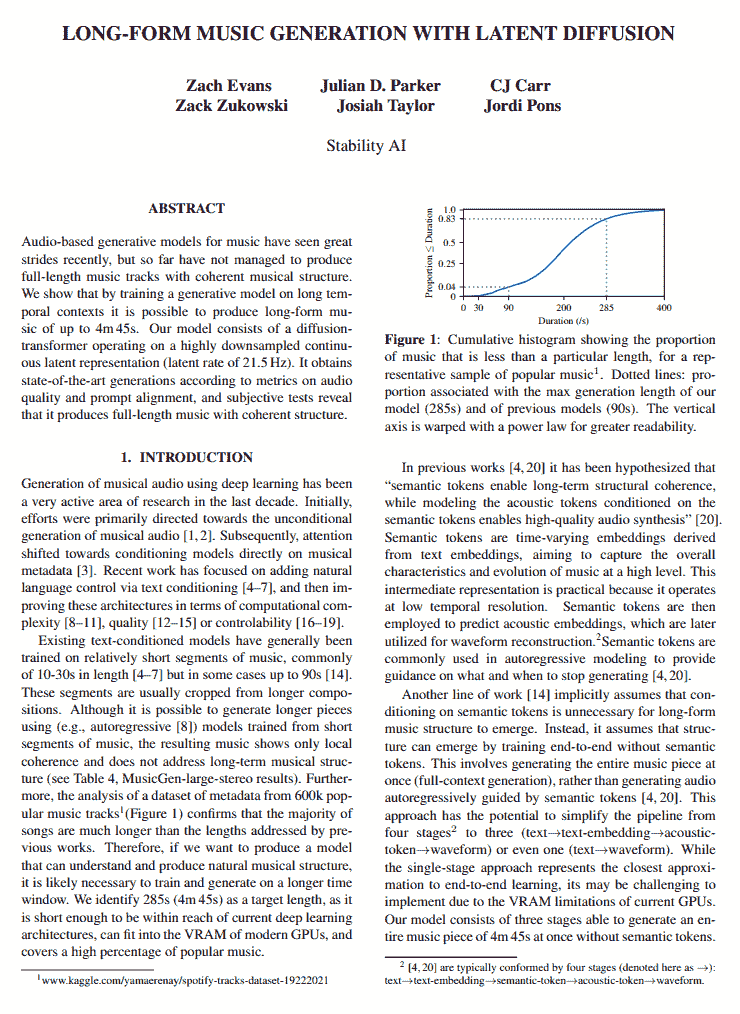 LONG-FORM MUSIC GENERATION WITH LATENT DIFFUSION
Zach Evans Julian D. Parker CJ Carr
Zack Zukowski Josiah Taylor Jordi Pons
Stability AI
ABSTRACT
Audio-based generative models for music have seen great
strides recently, but so far have not managed to produce
full-length music tracks with coherent musical structure.
We show that by training a generative model on long tem-
poral contexts it is possible to produce long-form mu-
sic of up to 4m 45s. Our model consists of a diffusion-
transformer operating on a highly downsampled continu-
ous latent representation (latent rate of 21.5 Hz). It obtains
state-of-the-art generations according to metrics on audio
quality and prompt alignment, and subjective tests reveal
that it produces full-length music with coherent structure.
1. INTRODUCTION
Generation of musical audio using deep learning has been
a very active area of research in the last decade. Initially,
efforts were primarily directed towards the unconditional
generation of musical audio [1,2]. Subsequently, attention
shifted towards conditioning models directly on musical
metadata [3]. Recent work has focused on adding natural
language control via text conditioning [4–7], and then im-
proving these architectures in terms of computational com-
plexity [8–11], quality [12–15] or controlability [16–19].
Existing text-conditioned models have generally been
trained on relatively short segments of music, commonly
of 10-30s in length [4–7] but in some cases up to 90s [14].
These segments are usually cropped from longer compo-
sitions. Although it is possible to generate longer pieces
using (e.g., autoregressive [8]) models trained from short
segments of music, the resulting music shows only local
coherence and does not address long-term musical struc-
ture (see Table 4, MusicGen-large-stereo results). Further-
more, the analysis of a dataset of metadata from 600k pop-
ular music tracks¹(Figure 1) confirms that the majority of
songs are much longer than the lengths addressed by pre-
vious works. Therefore, if we want to produce a model
that can understand and produce natural musical structure,
it is likely necessary to train and generate on a longer time
window. We identify 285s (4m 45s) as a target length, as it
is short enough to be within reach of current deep learning
architectures, can fit into the VRAM of modern GPUs, and
covers a high percentage of popular music.
¹www.kaggle.com/yamaerenay/spotify-tracks-dataset-19222021
Proportion ≤ Duration
1.0
0.83
0.5
0.25
0.04
0
0 30 90 200 285 400
Duration (/s)
Figure 1: Cumulative histogram showing the proportion
of music that is less than a particular length, for a rep-
resentative sample of popular music¹. Dotted lines: pro-
portion associated with the max generation length of our
model (285s) and of previous models (90s). The vertical
axis is warped with a power law for greater readability.
In previous works [4,20] it has been hypothesized that
“semantic tokens enable long-term structural coherence,
while modeling the acoustic tokens conditioned on the
semantic tokens enables high-quality audio synthesis” [20].
Semantic tokens are time-varying embeddings derived
from text embeddings, aiming to capture the overall
characteristics and evolution of music at a high level. This
intermediate representation is practical because it operates
at low temporal resolution. Semantic tokens are then
employed to predict acoustic embeddings, which are later
utilized for waveform reconstruction.²Semantic tokens are
commonly used in autoregressive modeling to provide
guidance on what and when to stop generating [4,20].
Another line of work [14] implicitly assumes that con-
ditioning on semantic tokens is unnecessary for long-form
music structure to emerge. Instead, it assumes that struc-
ture can emerge by training end-to-end without semantic
tokens. This involves generating the entire music piece at
once (full-context generation), rather than generating audio
autoregressively guided by semantic tokens [4,20]. This
approach has the potential to simplify the pipeline from
four stages² to three (text→text-embedding→acoustic-
token→waveform) or even one (text→waveform). While
the single-stage approach represents the closest approxi-
mation to end-to-end learning, its may be challenging to
implement due to the VRAM limitations of current GPUs.
Our model consists of three stages able to generate an en-
tire music piece of 4m 45s at once without semantic tokens.
² [4,20] are typically conformed by four stages (denoted here as →):
text→text-embedding→semantic-token→acoustic-token→waveform.